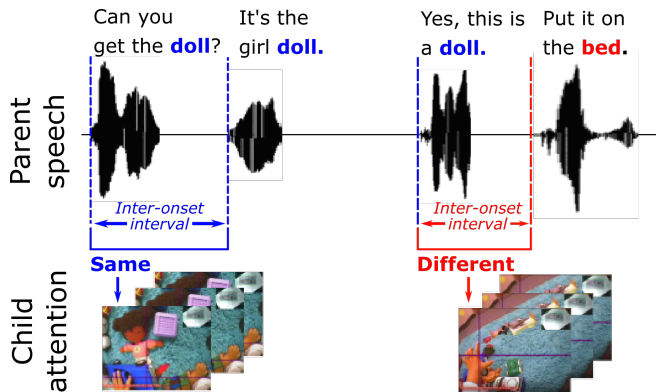 Can you
get the doll?
It's the
girl doll.
Yes, this is
a doll.
Put it on
the bed.
Parent
speech
Inter-onset
interval
Inter-onset
interval
Same
Different
Child
attention